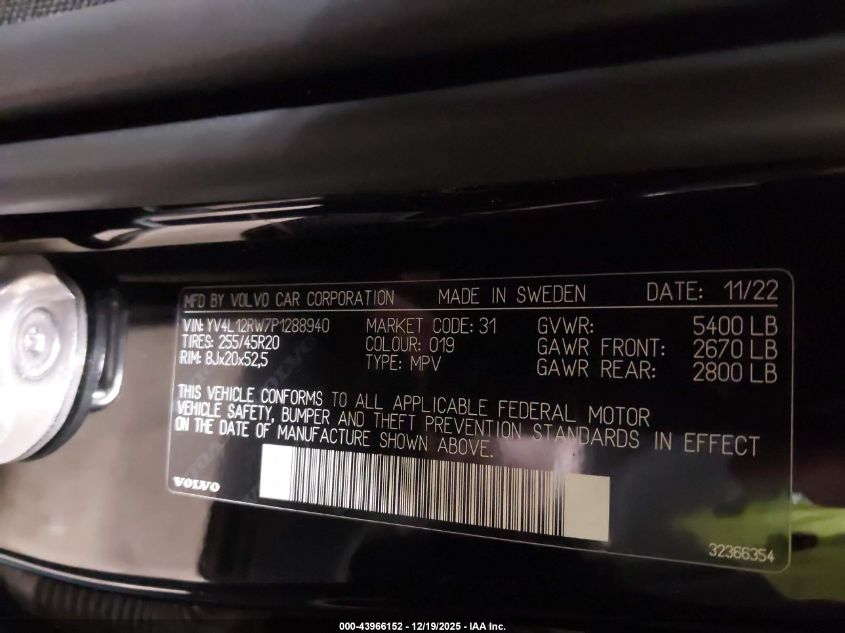 MFD BY VOLVO CAR CORPORATION MADE IN SWEDEN DATE: 11/22
VIN: YV4L12RW7P1288940 MARKET CODE: 31 GVWR: 5400 LB
TIRES: 255/45R20 COLOUR: 019 GAWR FRONT: 2670 LB
RIM: 8Jx20x52,5 TYPE: MPV GAWR REAR: 2800 LB
THIS VEHICLE CONFORMS TO ALL APPLICABLE FEDERAL MOTOR
VEHICLE SAFETY, BUMPER AND THEFT PREVENTION STANDARDS IN EFFECT
ON THE DATE OF MANUFACTURE SHOWN ABOVE.
VOLVO
32366354
000-43966152 - 12/19/2025 - IAA Inc.